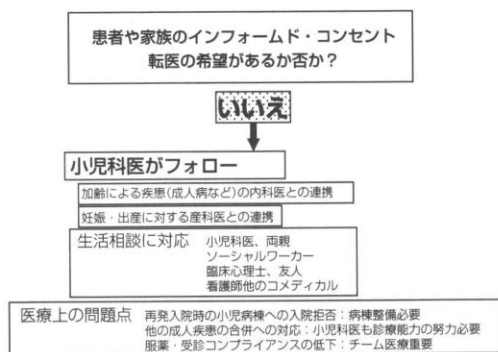 患者や家族のインフォームド・コンセント
転医の希望があるか否か？
いいえ
小児科医がフォロー
加齢による疾患(成人病など)の内科医との連携
妊娠・出産に対する産科医との連携
生活相談に対応 小児科医、両親
ソーシャルワーカー
臨床心理士、友人
看護師他のコメディカル
医療上の問題点 再発入院時の小児病棟への入院拒否：病棟整備必要
他の成人疾患の合併への対応：小児科医も診療能力の努力必要
服薬・受診コンプライアンスの低下：チーム医療重要